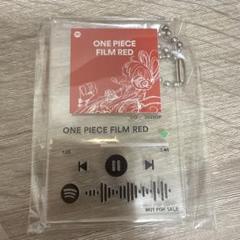 ONE PIECE
FILM RED
ONE PIECE FILM RED
NOT FOR SALE